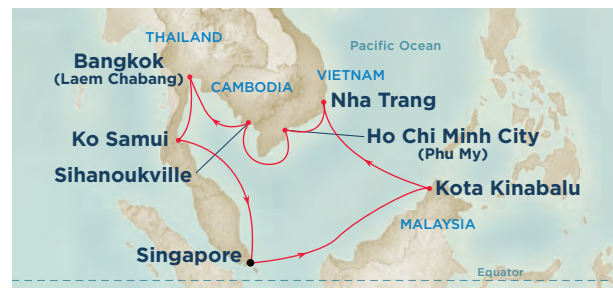 THAILAND
Pacific Ocean
Bangkok
(Laem Chabang)
CAMBODIA
VIETNAM
Nha Trang
Ko Samui
Ho Chi Minh City
(Phu My)
Sihanoukville
Kota Kinabalu
MALAYSIA
Singapore
Equator